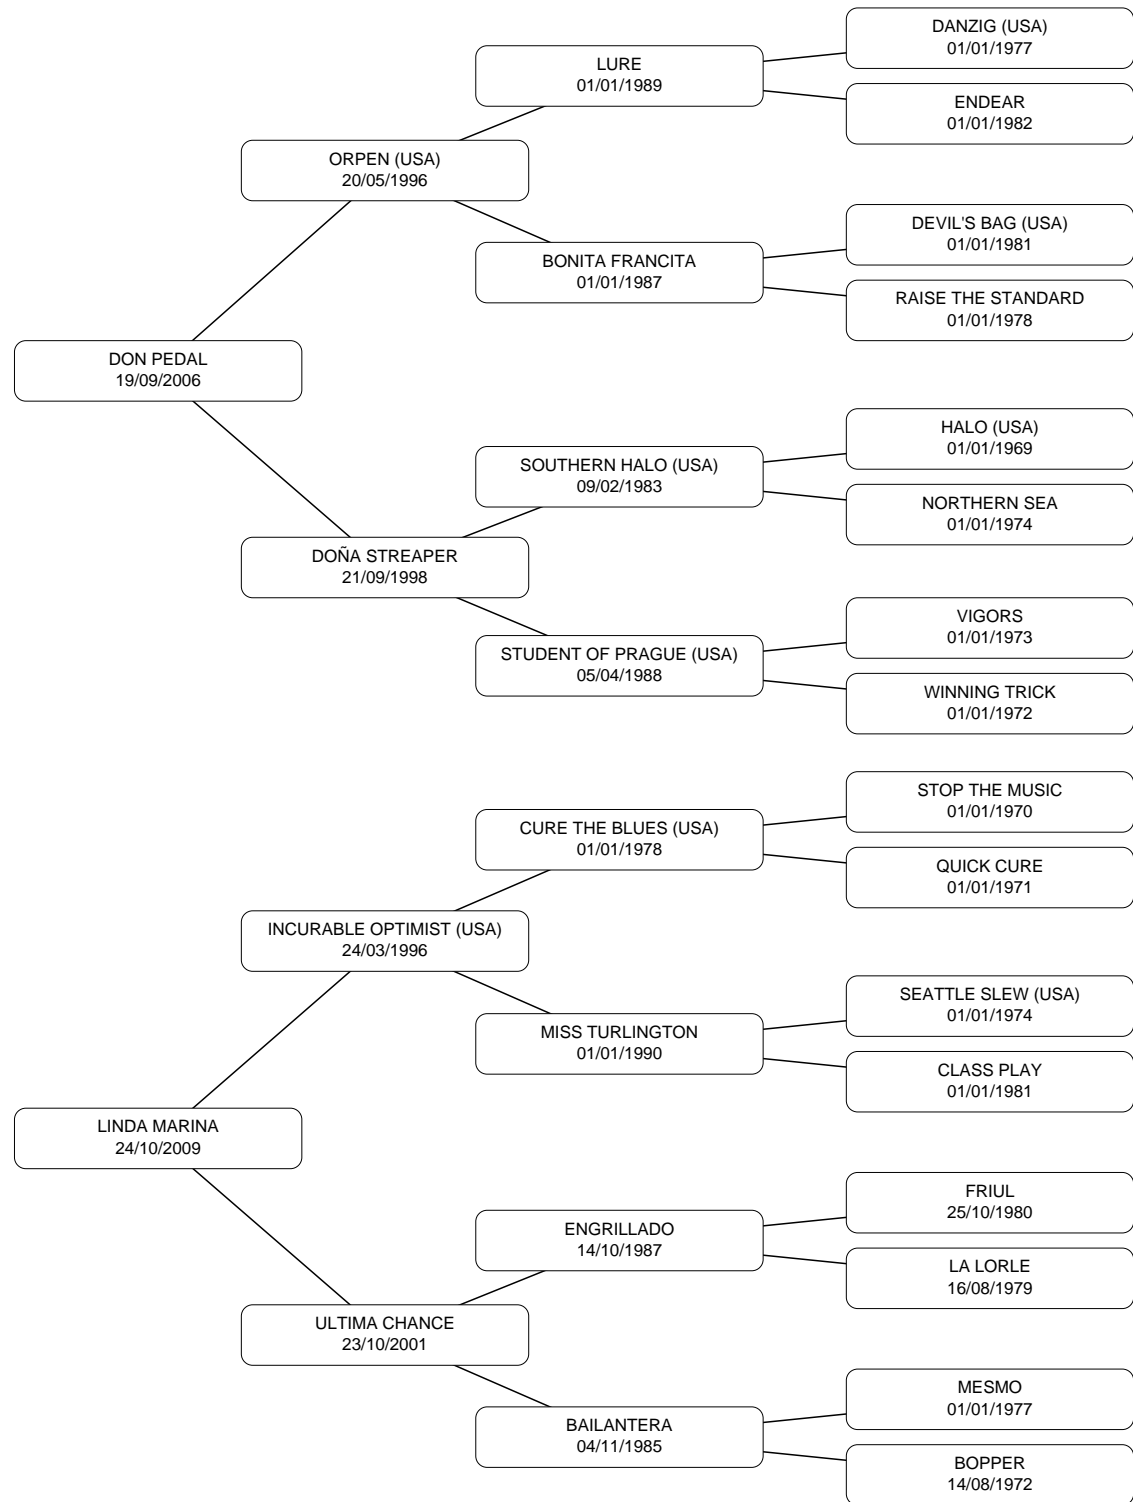 DANZIG (USA)
01/01/1977
LURE
01/01/1989
ENDEAR
01/01/1982
ORPEN (USA)
20/05/1996
DEVIL'S BAG (USA)
01/01/1981
BONITA FRANCITA
01/01/1987
RAISE THE STANDARD
01/01/1978
DON PEDAL
19/09/2006
HALO (USA)
01/01/1969
SOUTHERN HALO (USA)
09/02/1983
NORTHERN SEA
01/01/1974
DOÑA STREAPER
21/09/1998
VIGORS
01/01/1973
STUDENT OF PRAGUE (USA)
05/04/1988
WINNING TRICK
01/01/1972
STOP THE MUSIC
01/01/1970
CURE THE BLUES (USA)
01/01/1978
QUICK CURE
01/01/1971
INCURABLE OPTIMIST (USA)
24/03/1996
SEATTLE SLEW (USA)
01/01/1974
MISS TURLINGTON
01/01/1990
CLASS PLAY
01/01/1981
LINDA MARINA
24/10/2009
FRIUL
25/10/1980
ENGRILLADO
14/10/1987
LA LORLE
16/08/1979
ULTIMA CHANCE
23/10/2001
MESMO
01/01/1977
BAILANTERA
04/11/1985
BOPPER
14/08/1972